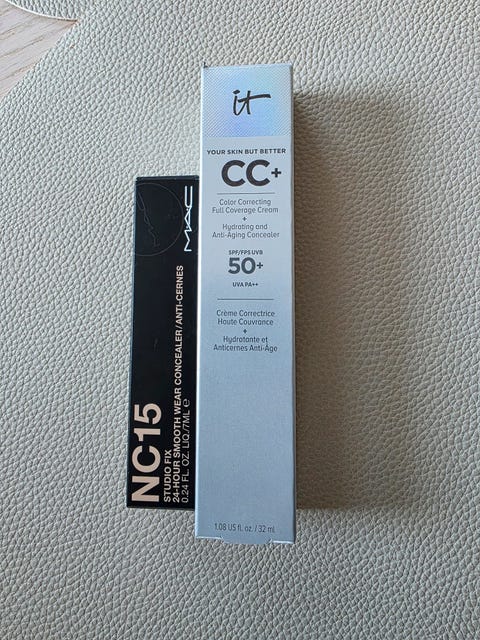 MAC
NC15
STUDIO FIX
24-HOUR SMOOTH WEAR CONCEALER/ANTI-CERNES
0.24 FL. OZ. LIQ./7ML ℮
it
YOUR SKIN BUT BETTER
CC+
Color Correcting
Full Coverage Cream
+
Hydrating and
Anti-Aging Concealer
SPF/FPS UVB
50+
UVA PA++
Crème Correctrice
Haute Couvrance
+
Hydratante et
Anticernes Anti-Âge
1.08 US fl. oz. / 32 ml